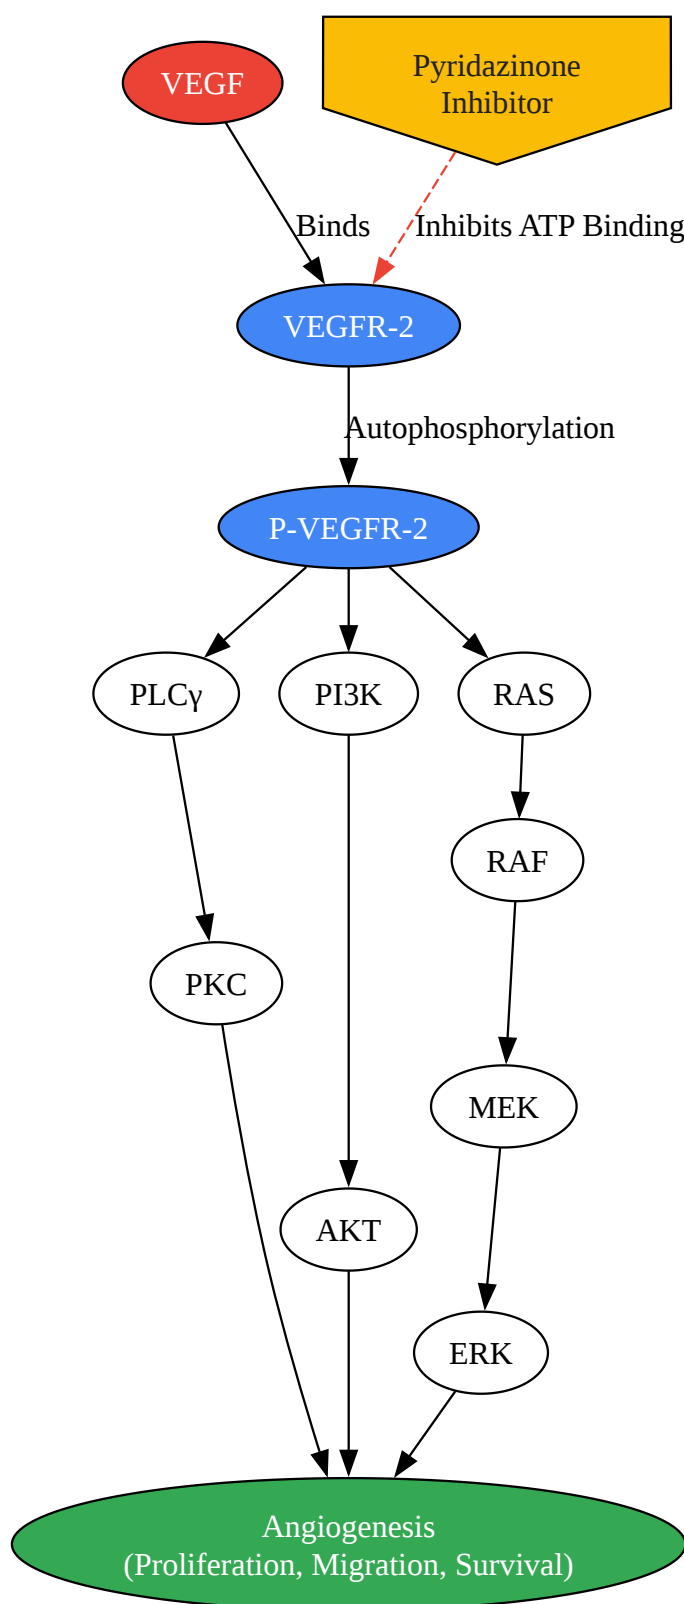 VEGF
Pyridazinone
Inhibitor
Binds
Inhibits ATP Binding
VEGFR-2
Autophosphorylation
P-VEGFR-2
PLCγ
PI3K
RAS
RAF
PKC
MEK
AKT
ERK
Angiogenesis
(Proliferation, Migration, Survival)